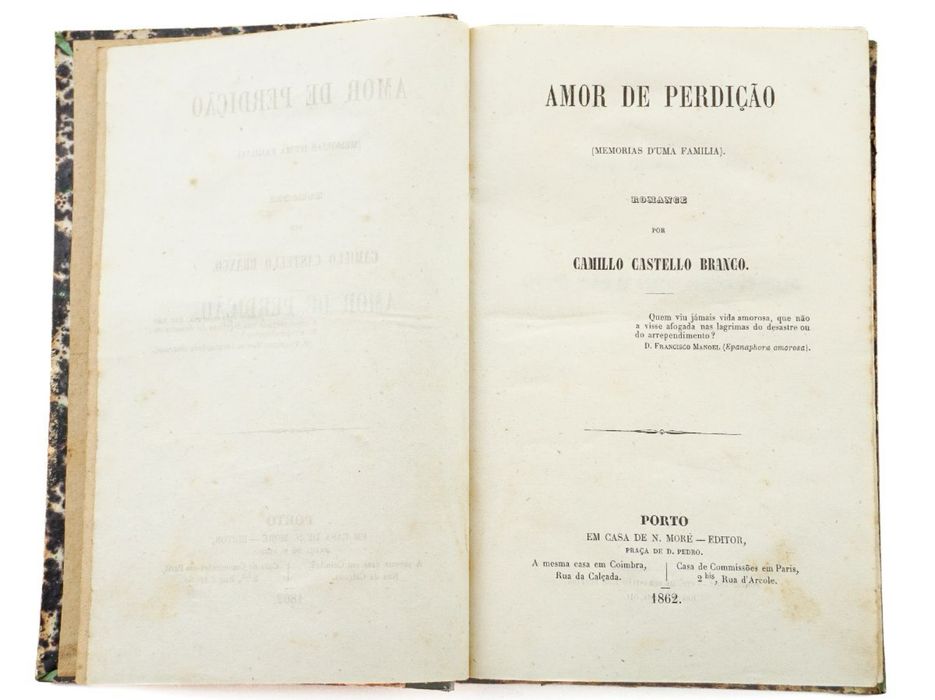 AMOR DE PERDIÇÃO
(MEMORIAS D'UMA FAMILIA).
ROMANCE
POR
CAMILLO CASTELLO BRANCO.
Quem viu jámais vida amorosa, que não
a visse afogada nas lagrimas do desastre ou
do arrependimento?
D. FRANCISCO MANOEL (Epanaphora amorosa).
PORTO
EM CASA DE N. MORÉ — EDITOR,
PRAÇA DE D. PEDRO.
A mesma casa em Coimbra,
Rua da Calçada.
Casa de Commissões em Paris,
2 bis, Rua d'Arcole.
1862.